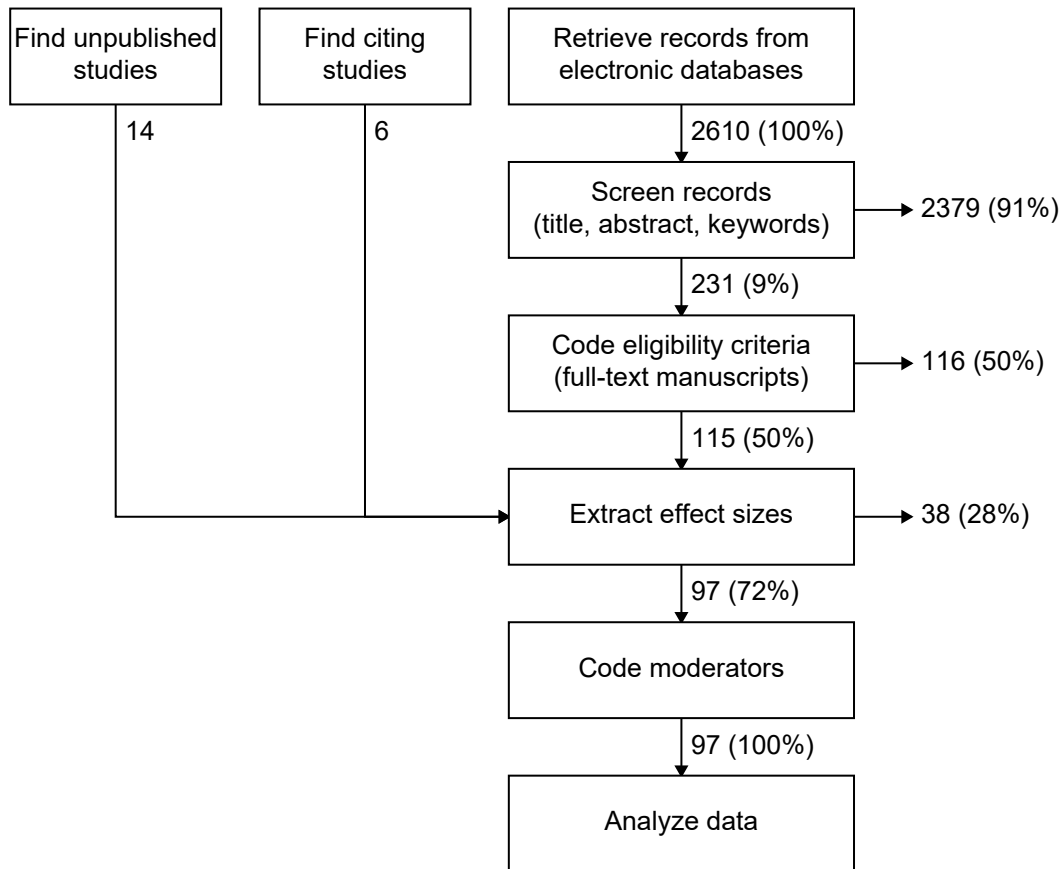 Find unpublished
studies
Find citing
studies
Retrieve records from
electronic databases
14
6
2610 (100%)
Screen records
(title, abstract, keywords)
2379 (91%)
231 (9%)
Code eligibility criteria
(full-text manuscripts)
116 (50%)
115 (50%)
Extract effect sizes
38 (28%)
97 (72%)
Code moderators
97 (100%)
Analyze data